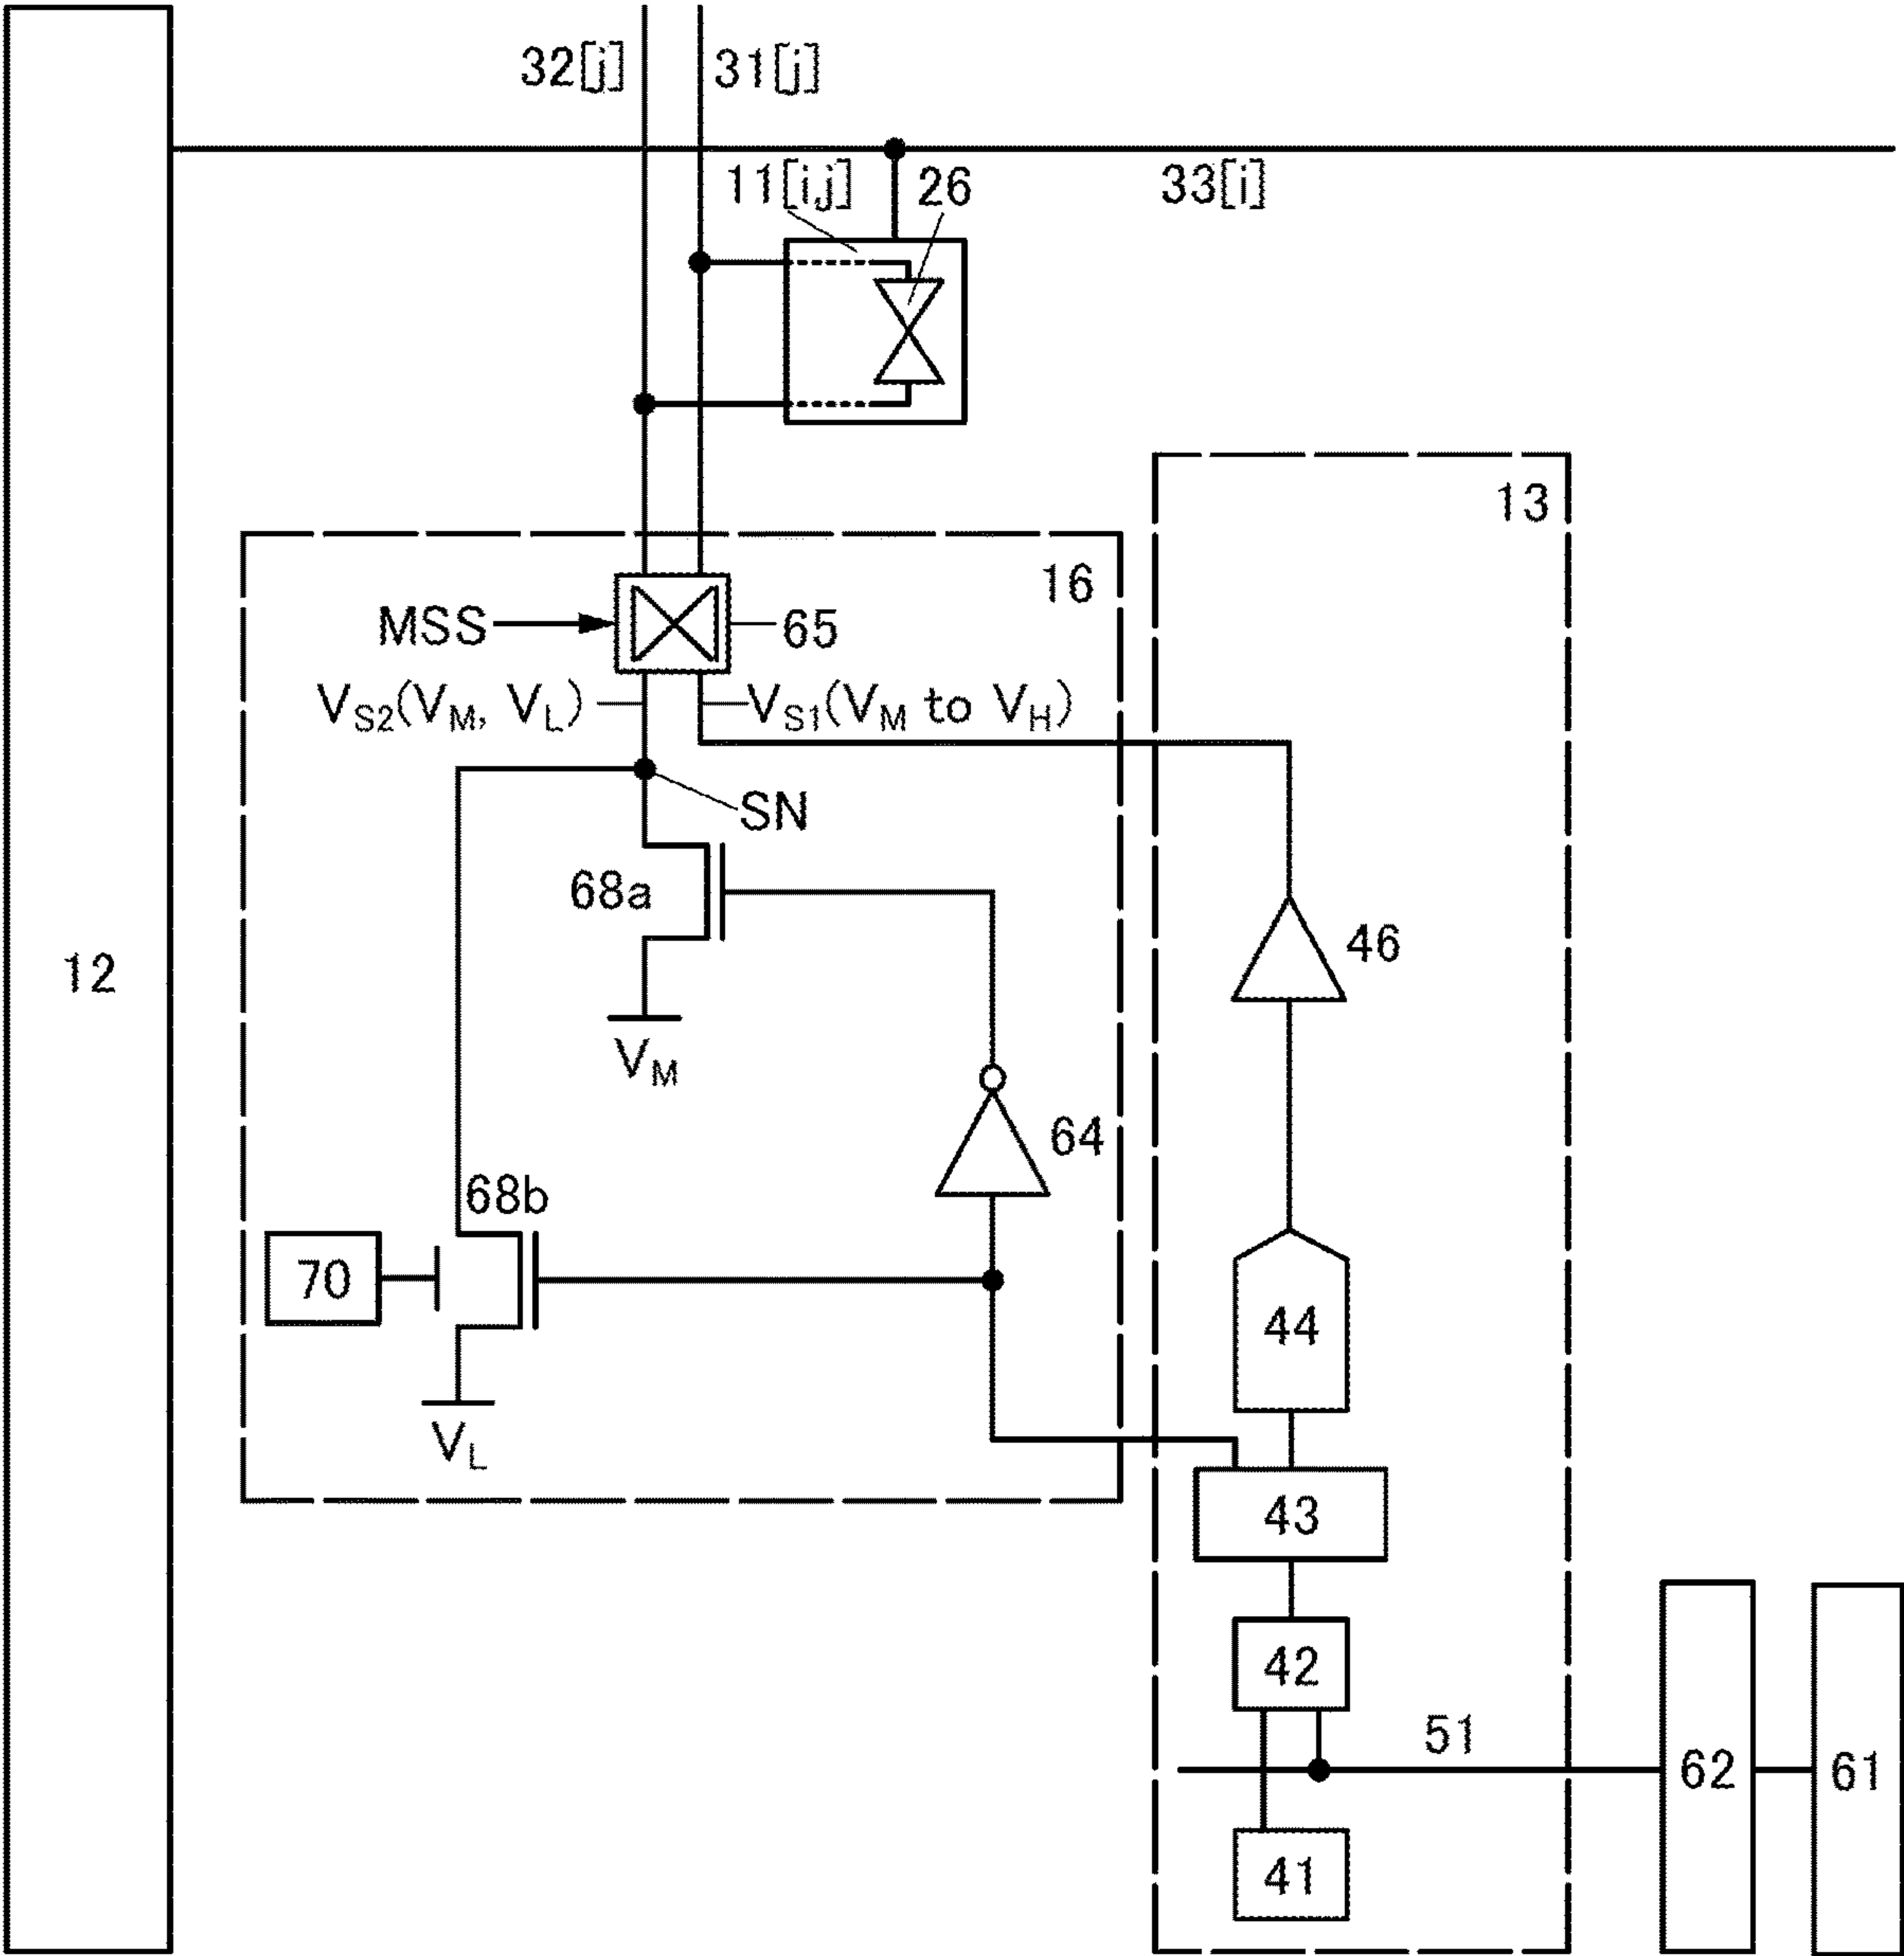 32[j]
31[j]
11[i,j]
26
33[i]
13
16
MSS
65
VS2(VM, VL)
VS1(VM to VH)
SN
68a
46
12
VM
64
68b
70
44
VL
43
42
51
62
61
41